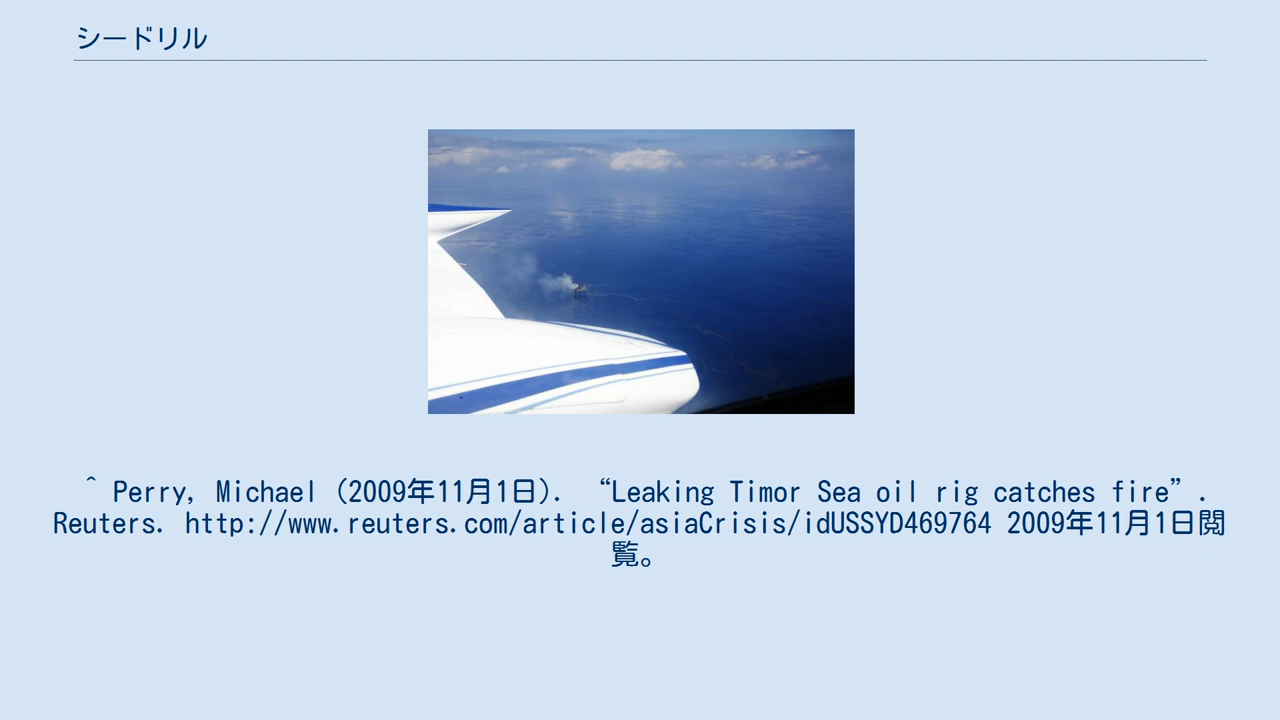 シードリル
^ Perry, Michael (2009年11月1日). “Leaking Timor Sea oil rig catches fire”.
Reuters. http://www.reuters.com/article/asiaCrisis/idUSSYD469764 2009年11月1日閲
覧。